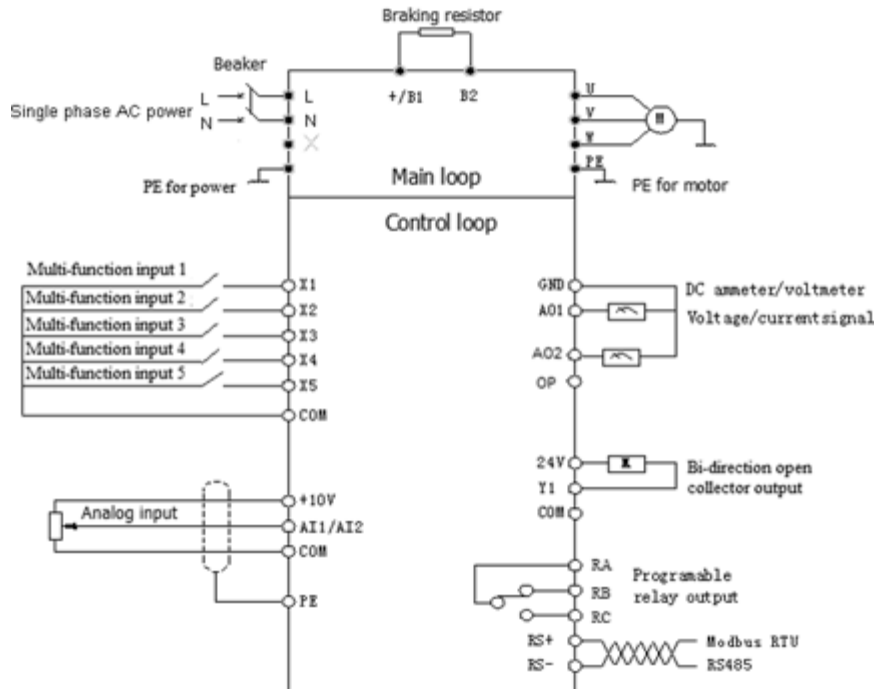 Braking resistor
Beaker
L
N
Single phase AC power
L
N
+/B1
B2
U
V
W
M
PE
PE for power
PE for motor
Main loop
Control loop
Multi-function input 1
Multi-function input 2
Multi-function input 3
Multi-function input 4
Multi-function input 5
X1
X2
X3
X4
X5
COM
GND
AO1
AO2
OP
DC ammeter/voltmeter
Voltage/current signal
24V
K
Y1
COM
Bi-direction open
collector output
+10V
Analog input
AI1/AI2
COM
PE
RA
RB
RC
Programable
relay output
RS+
RS-
Modbus RTU
RS485